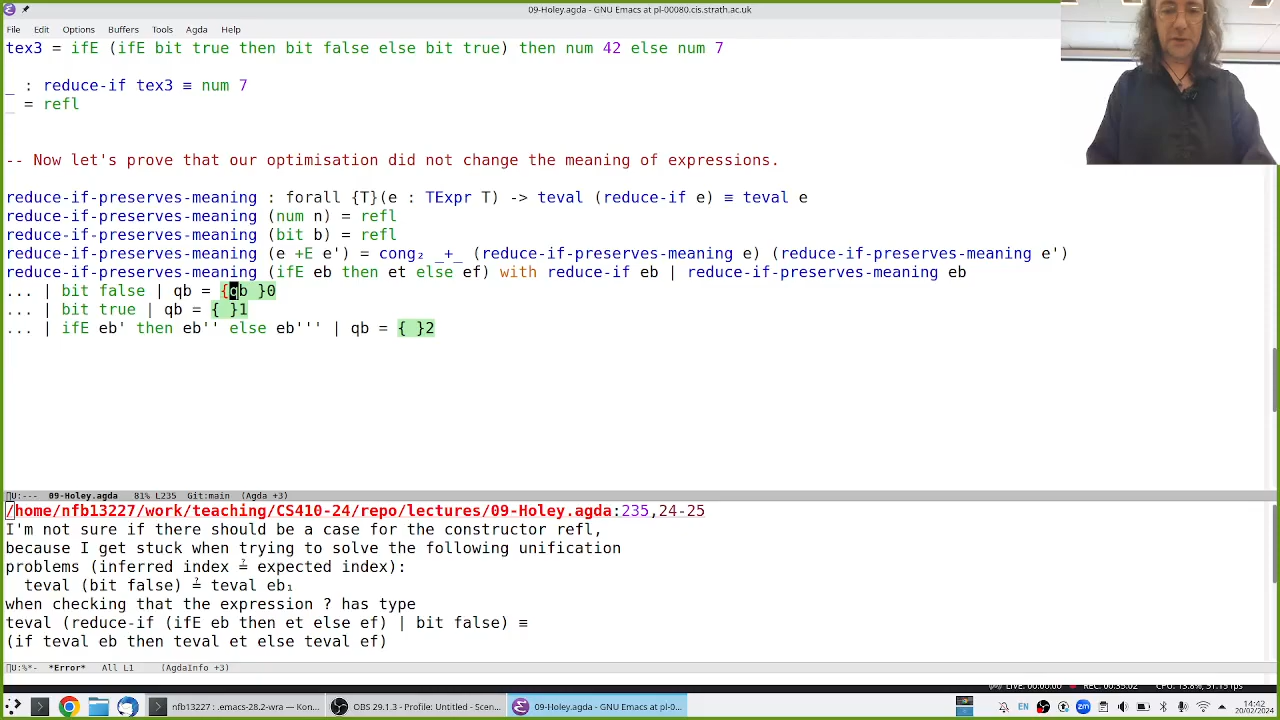 09-Holey.agda - GNU Emacs at pl-00080.cis.strath.ac.uk
File Edit Options Buffers Tools Agda Help
tex3 = ifE (ifE bit true then bit false else bit true) then num 42 else num 7
_ : reduce-if tex3 ≡ num 7
_ = refl
-- Now let's prove that our optimisation did not change the meaning of expressions.
reduce-if-preserves-meaning : forall {T}(e : TExpr T) -> teval (reduce-if e) ≡ teval e
reduce-if-preserves-meaning (num n) = refl
reduce-if-preserves-meaning (bit b) = refl
reduce-if-preserves-meaning (e +E e') = cong₂ _+_ (reduce-if-preserves-meaning e) (reduce-if-preserves-meaning e')
reduce-if-preserves-meaning (ifE eb then et else ef) with reduce-if eb | reduce-if-preserves-meaning eb
... | bit false | qb = {qb }0
... | bit true | qb = { }1
... | ifE eb' then eb'' else eb''' | qb = { }2
U:--- 09-Holey.agda 81% L235 Git:main (Agda +3)
/home/nfb13227/work/teaching/CS410-24/repo/lectures/09-Holey.agda:235,24-25
I'm not sure if there should be a case for the constructor refl,
because I get stuck when trying to solve the following unification
problems (inferred index ≟ expected index):
teval (bit false) ≟ teval eb₁
when checking that the expression ? has type
teval (reduce-if (ifE eb then et else ef) | bit false) ≡
(if teval eb then teval et else teval ef)
U:%*- *Error* All L1 (AgdaInfo +3)
nfb13227 : .emacs-28.2-wra — Kon...
OBS 29.1.3 - Profile: Untitled - Scen...
09-Holey.agda - GNU Emacs at pl-0...
EN
14:42
20/02/2024